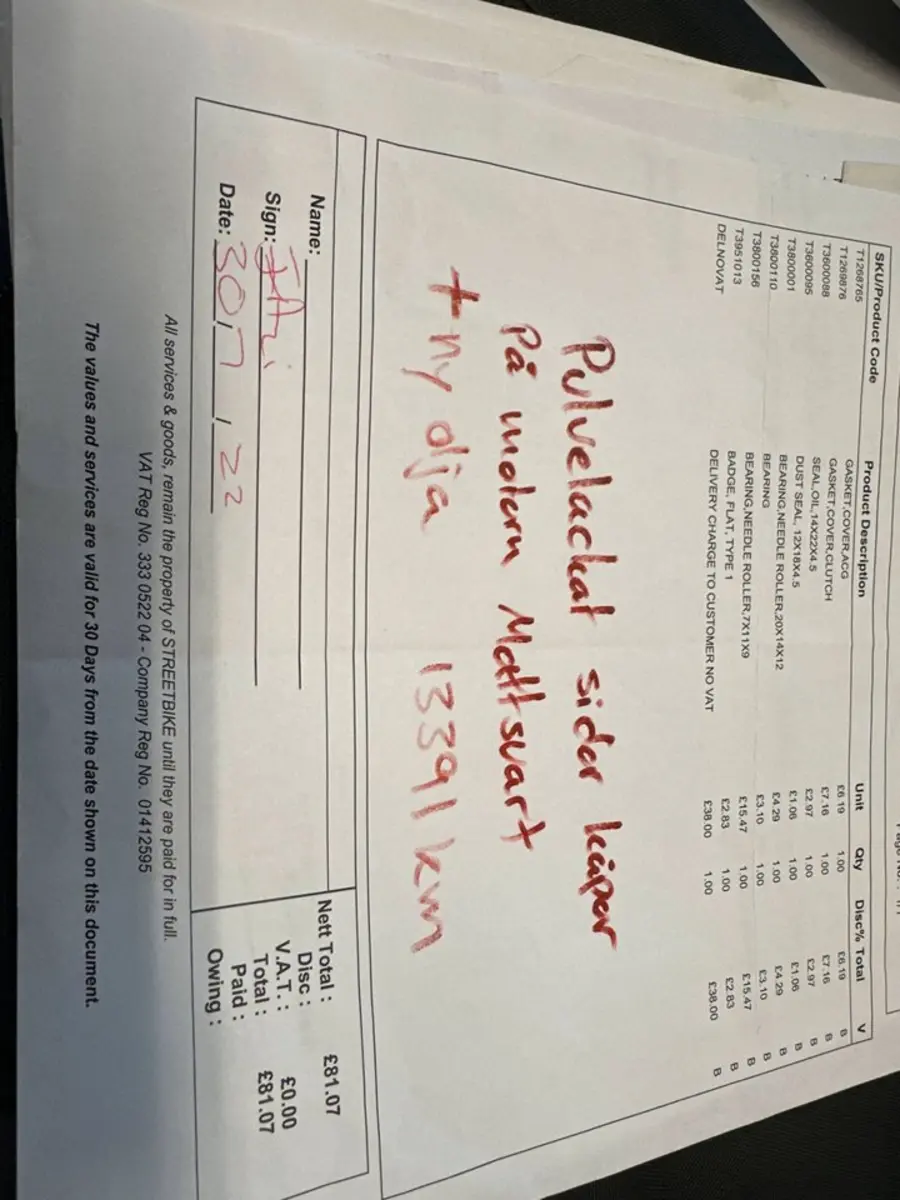 SKU/Product Code Product Description Unit Qty Disc% Total V
T1268765 GASKET,COVER,ACG £6.19 1.00 £6.19 B
T1269876 GASKET,COVER,CLUTCH £7.16 1.00 £7.16 B
T3600088 SEAL,OIL,14X22X4.5 £2.97 1.00 £2.97 B
T3600095 DUST SEAL, 12X18X4.5 £1.06 1.00 £1.06 B
T3800001 BEARING,NEEDLE ROLLER,20X14X12 £4.29 1.00 £4.29 B
T3800110 BEARING £3.10 1.00 £3.10 B
T3800156 BEARING,NEEDLE ROLLER,7X11X9 £15.47 1.00 £15.47 B
T3951013 BADGE, FLAT, TYPE 1 £2.83 1.00 £2.83 B
DELNOVAT DELIVERY CHARGE TO CUSTOMER NO VAT £38.00 1.00 £38.00 B
Pulvelackat sidor kåpor
På motorn Mattsvart
+ ny olja 13391 km
Name:
Sign:
Date: 30 / 7 / 22
Nett Total : £81.07
Disc :
V.A.T. : £0.00
Total : £81.07
Paid :
Owing :
All services & goods, remain the property of STREETBIKE until they are paid for in full.
VAT Reg No. 333 0522 04 - Company Reg No. 01412595
The values and services are valid for 30 Days from the date shown on this document.